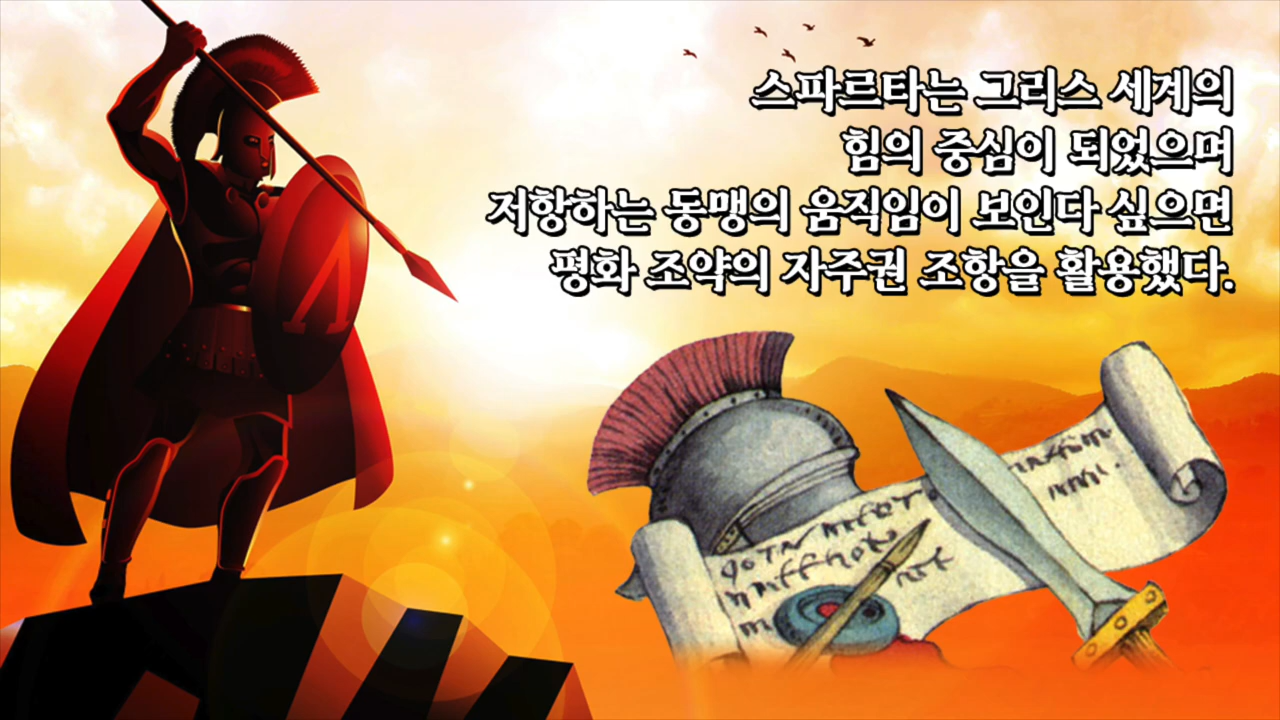 스파르타는 그리스 세계의
힘의 중심이 되었으며
저항하는 동맹의 움직임이 보인다 싶으면
평화 조약의 자주권 조항을 활용했다.
Λ